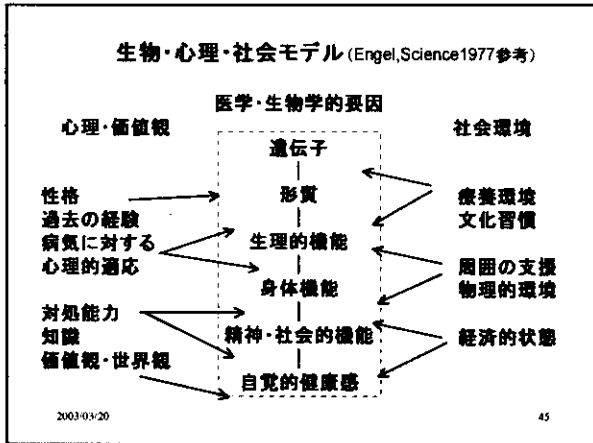 生物・心理・社会モデル(Engel,Science1977参考)
医学・生物学的要因
心理・価値観
社会環境
遺伝子
性格
形質
療養環境
過去の経験
文化習慣
病気に対する
生理的機能
心理的適応
周囲の支援
身体機能
物理的環境
対処能力
知識
精神・社会的機能
経済的状態
価値観・世界観
自覚的健康感
2003/03/20
45